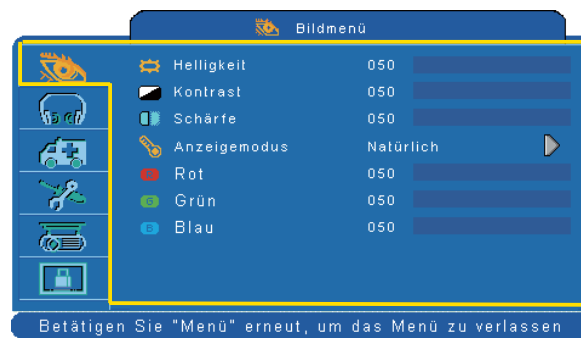 Bildmenü
Helligkeit 050
Kontrast 050
Schärfe 050
Anzeigemodus Natürlich
Rot 050
G Grün 050
B Blau 050
Betätigen Sie "Menü" erneut, um das Menü zu verlassen